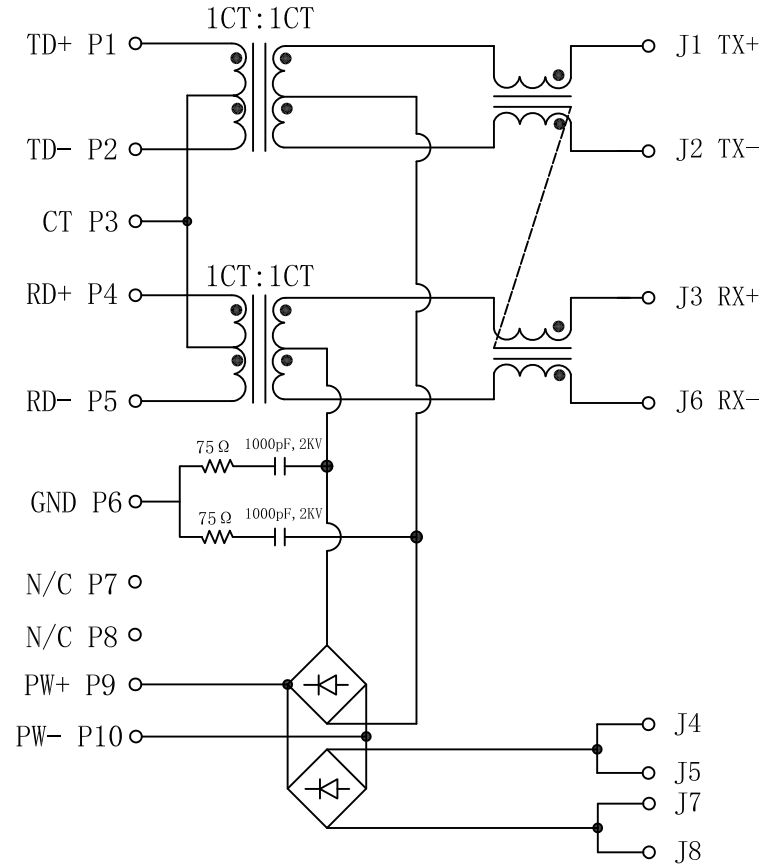 1CT:1CT
TD+ P1
J1 TX+
TD- P2
J2 TX-
CT P3
1CT:1CT
RD+ P4
J3 RX+
RD- P5
J6 RX-
75Ω 1000pF,2KV
GND P6
75Ω 1000pF,2KV
N/C P7
N/C P8
PW+ P9
PW- P10
J4
J5
J7
J8